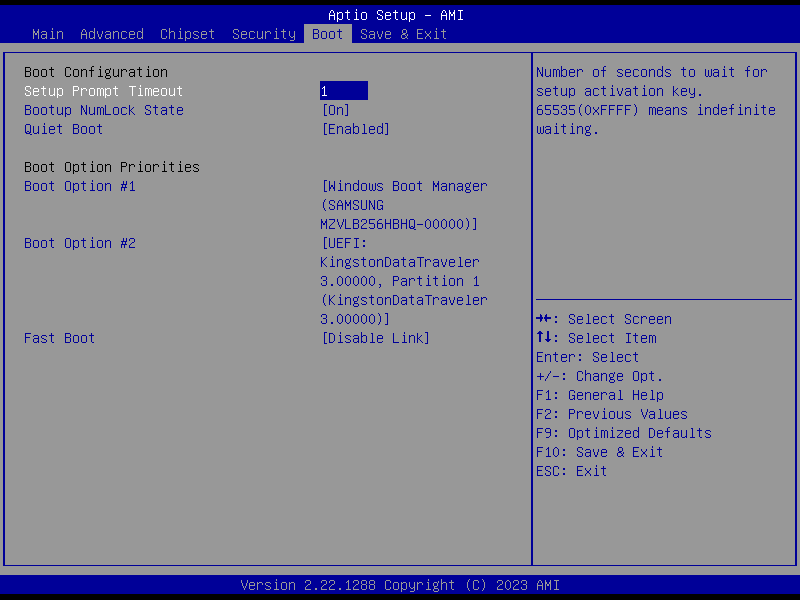 Aptio Setup – AMI
Main Advanced Chipset Security Boot Save & Exit
Boot Configuration
Setup Prompt Timeout 1
Bootup NumLock State [On]
Quiet Boot [Enabled]
Boot Option Priorities
Boot Option #1 [Windows Boot Manager
(SAMSUNG
MZVLB256HBHQ-00000)]
Boot Option #2 [UEFI:
KingstonDataTraveler
3.00000, Partition 1
(KingstonDataTraveler
3.00000)]
Fast Boot [Disable Link]
Number of seconds to wait for
setup activation key.
65535(0xFFFF) means indefinite
waiting.
→←: Select Screen
↑↓: Select Item
Enter: Select
+/-: Change Opt.
F1: General Help
F2: Previous Values
F9: Optimized Defaults
F10: Save & Exit
ESC: Exit
Version 2.22.1288 Copyright (C) 2023 AMI